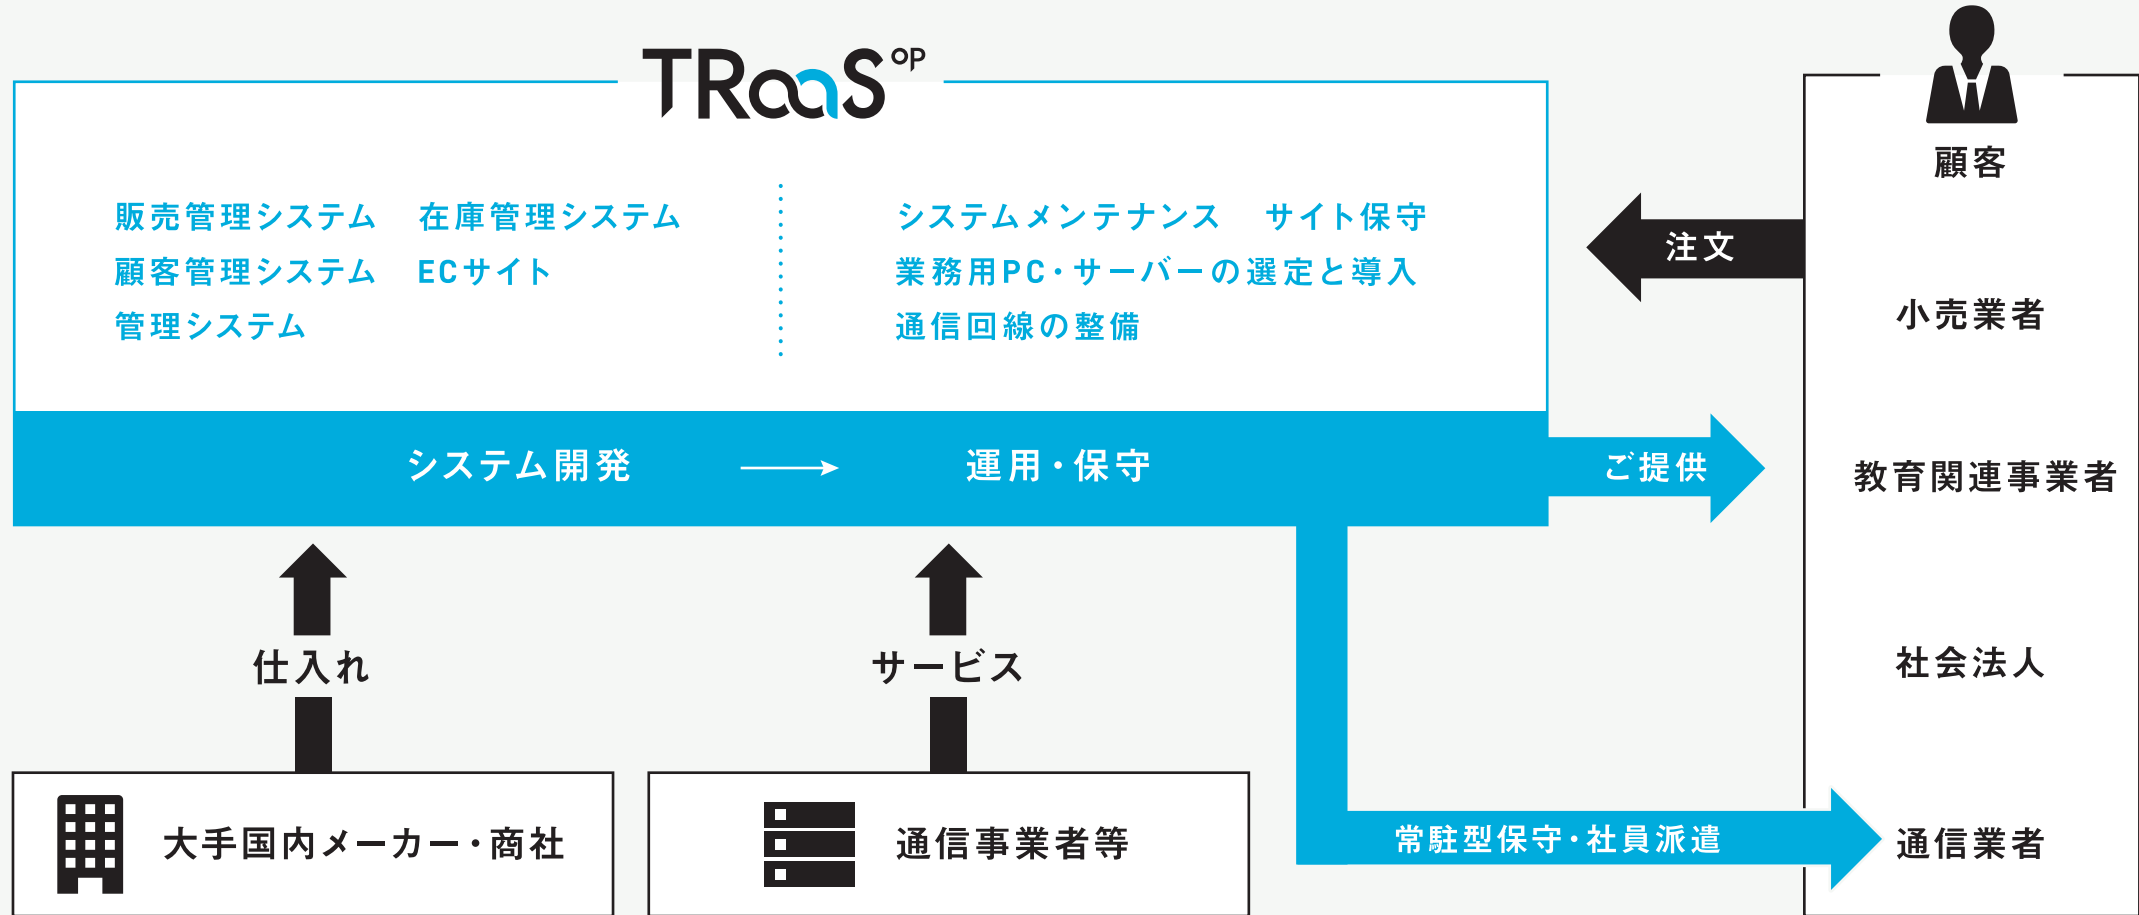 TRaaS OP
販売管理システム　在庫管理システム
顧客管理システム　ECサイト
管理システム
システムメンテナンス　サイト保守
業務用PC・サーバーの選定と導入
通信回線の整備
システム開発 → 運用・保守
注文
ご提供
顧客
小売業者
教育関連事業者
社会法人
通信業者
仕入れ
サービス
大手国内メーカー・商社
通信事業者等
常駐型保守・社員派遣